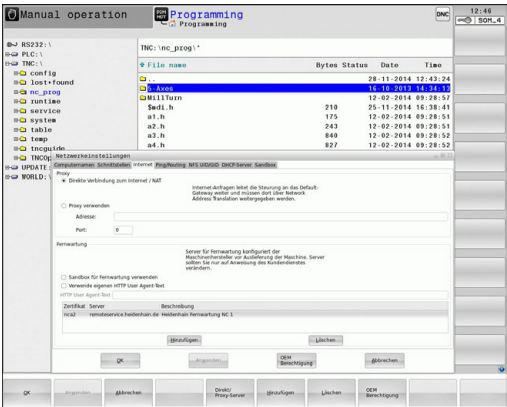 Manual operation
PGM MGT
Programming
Programming
DNC
12:46
SOM_4
RS232:\
PLC:\
TNC:\
config
lost+found
nc_prog
runtime
service
system
table
temp
tncguide
TNCOp
UPDATE:
WORLD:\
TNC:\nc_prog\*
File name Bytes Status Date Time
.. 28-11-2014 12:43:24
5-Axes 16-10-2013 14:34:13
MillTurn 12-02-2014 09:28:57
$mdi.h 210 25-11-2014 16:38:41
a1.h 175 12-02-2014 09:28:51
a2.h 243 12-02-2014 09:28:51
a3.h 840 12-02-2014 09:28:52
a4.h 827 12-02-2014 09:28:52
Netzwerkeinstellungen
Computernamen Schnittstellen Internet Ping/Routing NFS UID/GID DHCP-Server Sandbox
Proxy
Direkte Verbindung zum Internet / NAT
Internet-Anfragen leitet die Steurung an das Default-
Gateway weiter und müssen dort über Network
Address Translation weitergegeben werden.
Proxy verwenden
Adresse:
Port: 0
Fernwartung
Server für Fernwartung konfiguriert der
Maschinenhersteller vor Auslieferung der Maschine. Server
sollten Sie nur auf Anweisung des Kundendienstes
verändern.
Sandbox für Fernwartung verwenden
Verwende eigenen HTTP User Agent-Text
HTTP User Agent-Text
Zertifikat Server Beschreibung
nca2 remoteservice.heidenhain.de Heidenhain Fernwartung NC 1
Hinzufügen Löschen
OK Anwenden OEM Berechtigung Abbrechen
OK Anwenden Abbrechen Direkt/ Proxy-Server Hinzufügen Löschen OEM Berechtigung